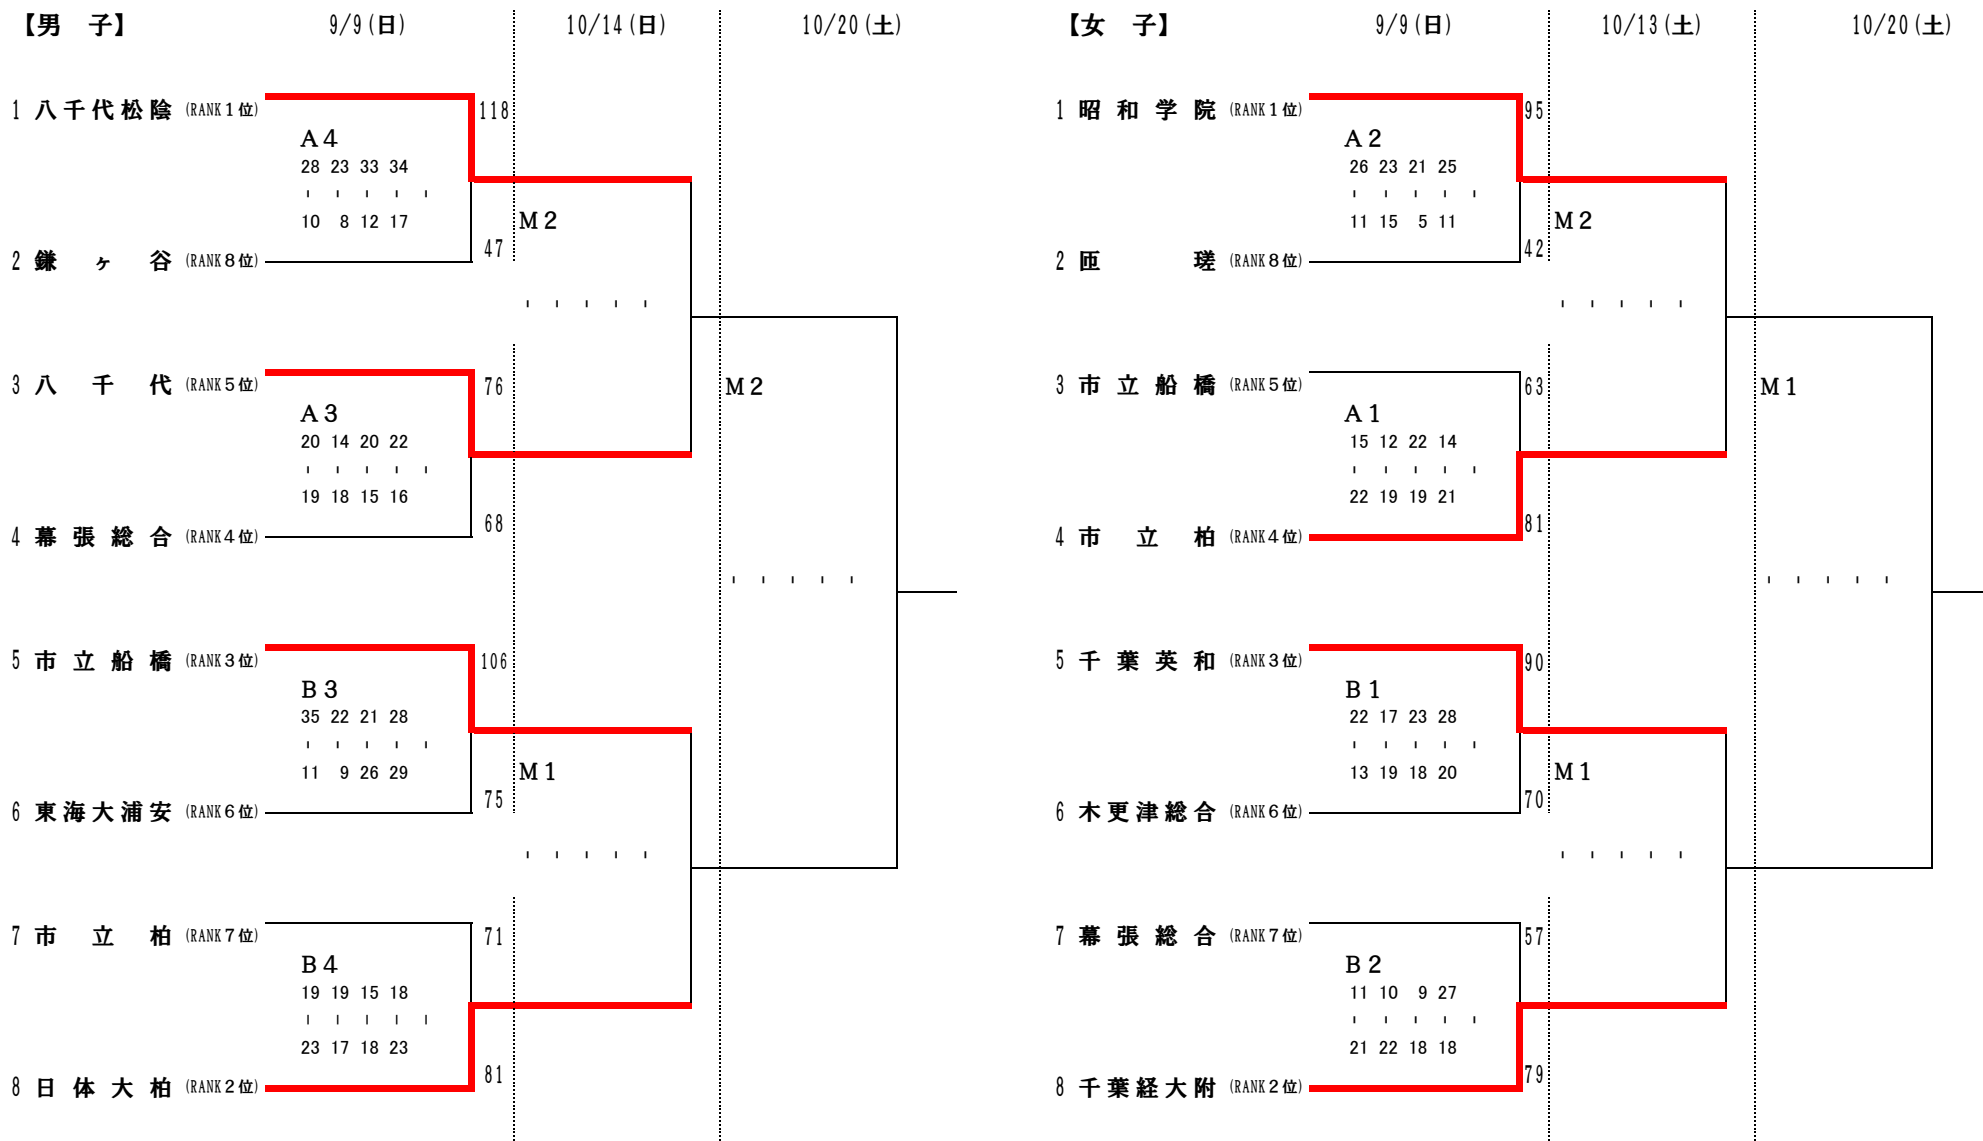 【男　子】 9/9(日) 10/14(日) 10/20(土)
1 八千代松陰 (RANK１位) 118
A４
28 23 33 34
- - - - -
10 8 12 17
M２
2 鎌ヶ谷 (RANK８位) 47
- - - - -
3 八千代 (RANK５位) 76
M２
A３
20 14 20 22
- - - - -
19 18 15 16
4 幕張総合 (RANK４位) 68
- - - - -
5 市立船橋 (RANK３位) 106
B３
35 22 21 28
- - - - -
11 9 26 29
M１
6 東海大浦安 (RANK６位) 75
- - - - -
7 市立柏 (RANK７位) 71
B４
19 19 15 18
- - - - -
23 17 18 23
8 日体大柏 (RANK２位) 81
【女　子】 9/9(日) 10/13(土) 10/20(土)
1 昭和学院 (RANK１位) 95
A２
26 23 21 25
- - - - -
11 15 5 11
M２
2 匝瑳 (RANK８位) 42
- - - - -
3 市立船橋 (RANK５位) 63
M１
A１
15 12 22 14
- - - - -
22 19 19 21
4 市立柏 (RANK４位) 81
- - - - -
5 千葉英和 (RANK３位) 90
B１
22 17 23 28
- - - - -
13 19 18 20
M１
6 木更津総合 (RANK６位) 70
- - - - -
7 幕張総合 (RANK７位) 57
B２
11 10 9 27
- - - - -
21 22 18 18
8 千葉経大附 (RANK２位) 79